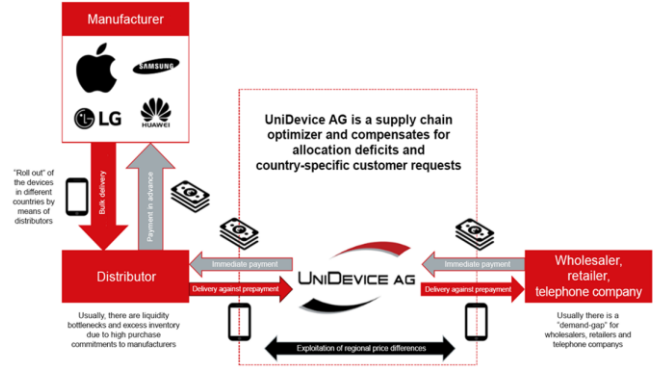 Manufacturer
SAMSUNG
LG
HUAWEI
UniDevice AG is a supply chain
optimizer and compensates for
allocation deficits and
country-specific customer requests
"Roll out" of
the devices
in different
countries by
means of
distributors
Bulk delivery
Payment in advance
Distributor
Immediate payment
Delivery against prepayment
UNIDEVICE AG
Immediate payment
Delivery against prepayment
Wholesaler,
retailer,
telephone company
Usually, there are liquidity
bottlenecks and excess inventory
due to high purchase
commitments to manufacturers
Exploitation of regional price differences
Usually there is a
"demand-gap" for
wholesalers, retailers and
telephone companys